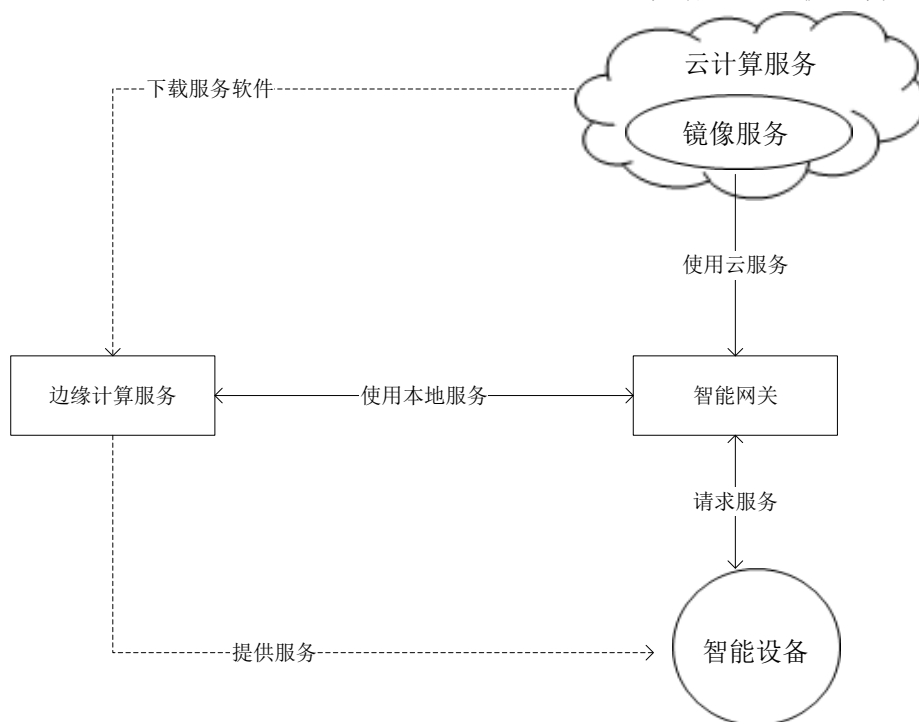 云计算服务
下载服务软件
镜像服务
使用云服务
边缘计算服务
使用本地服务
智能网关
请求服务
提供服务
智能设备